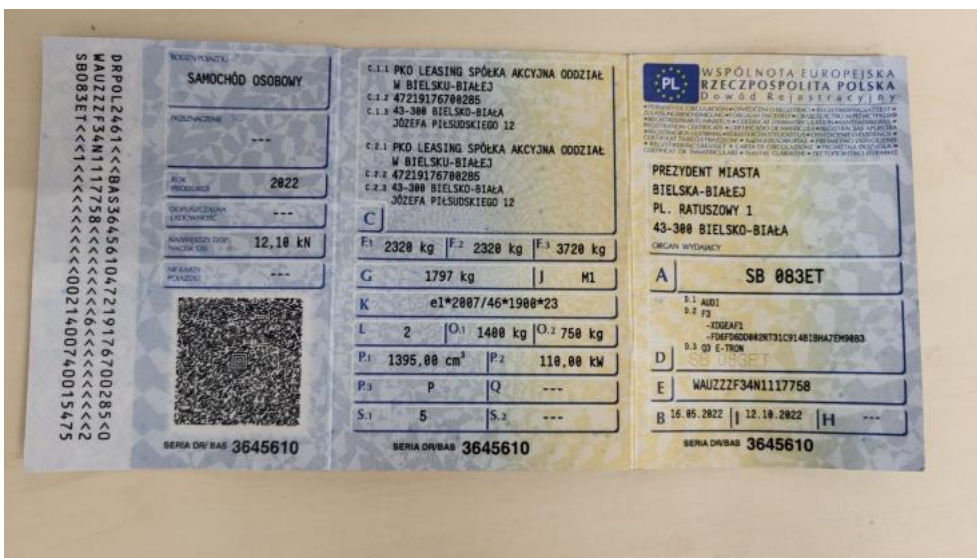 DRPOL2461<<BAS364561047219176700285<0
WAUZZZF34N1117758<<<<<6<<<<<<<<<2
RODZAJ POJAZDU
SAMOCHÓD OSOBOWY
PRZEZNACZENIE
---
ROK PRODUKCJI
2022
DOPUSZCZALNA ŁADOWNOŚĆ
---
NAJWIĘKSZY DOP. NACISK OSI
12,10 kN
NR KARTY POJAZDU
---
SERIA DR/BAS 3645610
C.1.1 PKO LEASING SPÓŁKA AKCYJNA ODDZIAŁ
W BIELSKU-BIAŁEJ
C.1.2 47219176700285
C.1.3 43-300 BIELSKO-BIAŁA
JÓZEFA PIŁSUDSKIEGO 12
C.2.1 PKO LEASING SPÓŁKA AKCYJNA ODDZIAŁ
W BIELSKU-BIAŁEJ
C.2.2 47219176700285
C.2.3 43-300 BIELSKO-BIAŁA
JÓZEFA PIŁSUDSKIEGO 12
C
F.1 2320 kg F.2 2320 kg F.3 3720 kg
G 1797 kg J M1
K e1*2007/46*1900*23
L 2 O.1 1400 kg O.2 750 kg
P.1 1395,00 cm³ P.2 110,00 kW
P.3 P Q ---
S.1 5 S.2 ---
SERIA DR/BAS 3645610
PL
WSPÓLNOTA EUROPEJSKA
RZECZPOSPOLITA POLSKA
Dowód Rejestracyjny
PREZYDENT MIASTA
BIELSKA-BIAŁEJ
PL. RATUSZOWY 1
43-300 BIELSKO-BIAŁA
ORGAN WYDAJĄCY
A SB 083ET
D.1 AUDI
D.2 F3
-XDGEAF1
D.3 Q3 E-TRON
D SB 083ET
E WAUZZZF34N1117758
B 16.05.2022 I 12.10.2022 H ---
SERIA DR/BAS 3645610